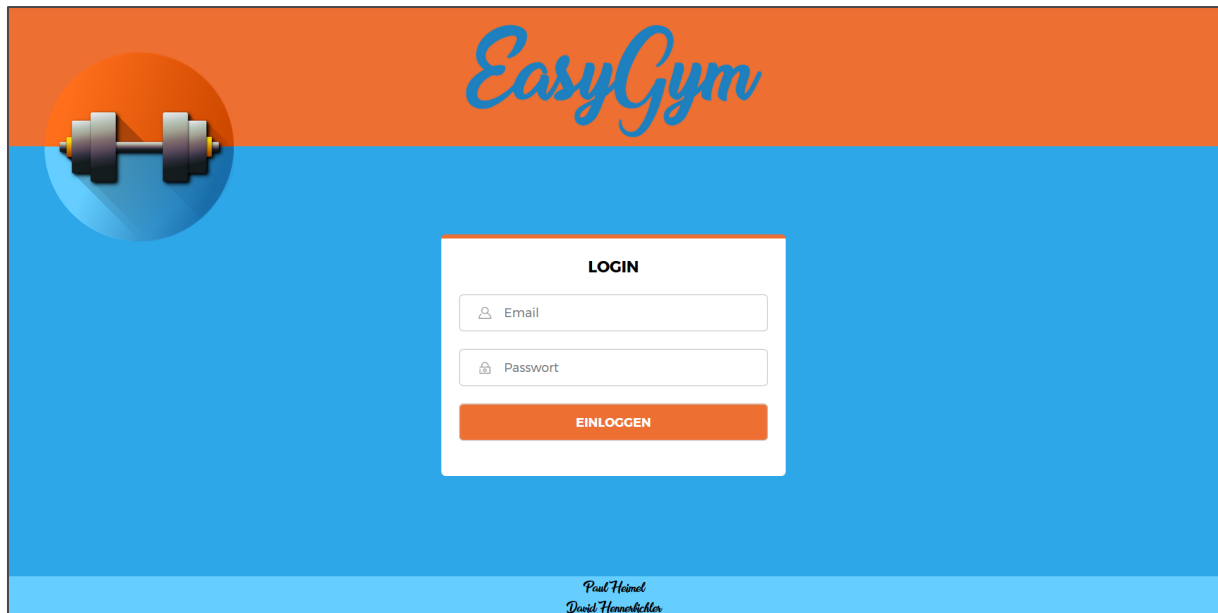 EasyGym
LOGIN
Email
Passwort
EINLOGGEN
Paul Heimel
David Hennerbichler